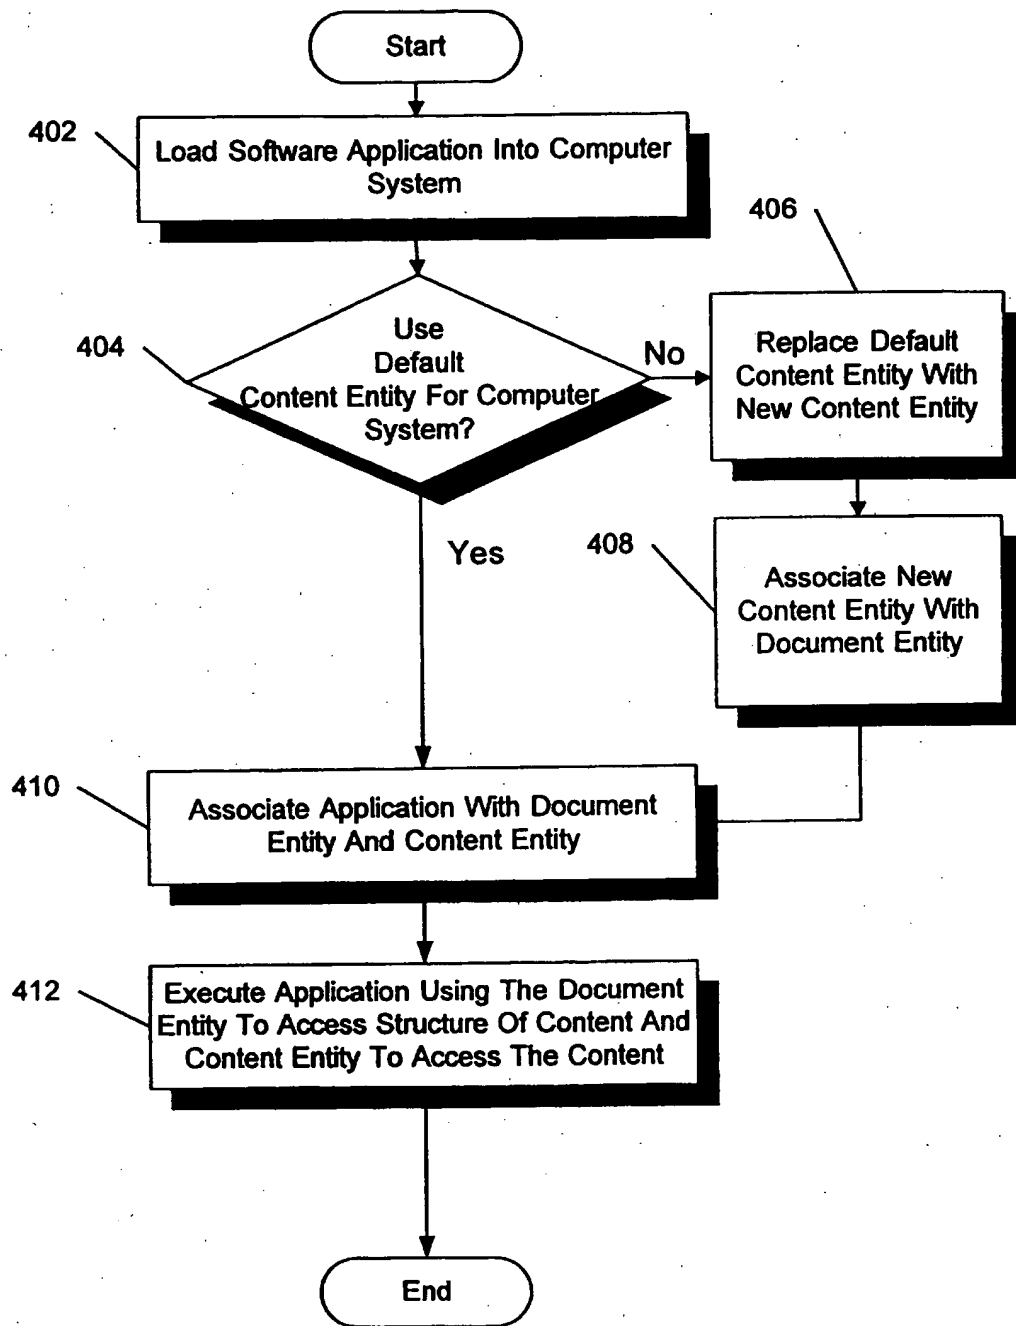 Start
402
Load Software Application Into Computer
System
406
404
Use
Default
Content Entity For Computer
System?
No
Replace Default
Content Entity With
New Content Entity
Yes
408
Associate New
Content Entity With
Document Entity
410
Associate Application With Document
Entity And Content Entity
412
Execute Application Using The Document
Entity To Access Structure Of Content And
Content Entity To Access The Content
End